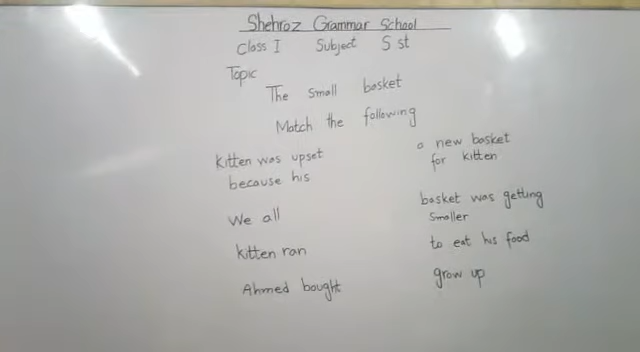 Shehroz Grammar School
Class I Subject S st
Topic
The small basket
Match the following
Kitten was upset
because his
a new basket
for kitten
We all
basket was getting
smaller
kitten ran
to eat his food
Ahmed bought
grow up